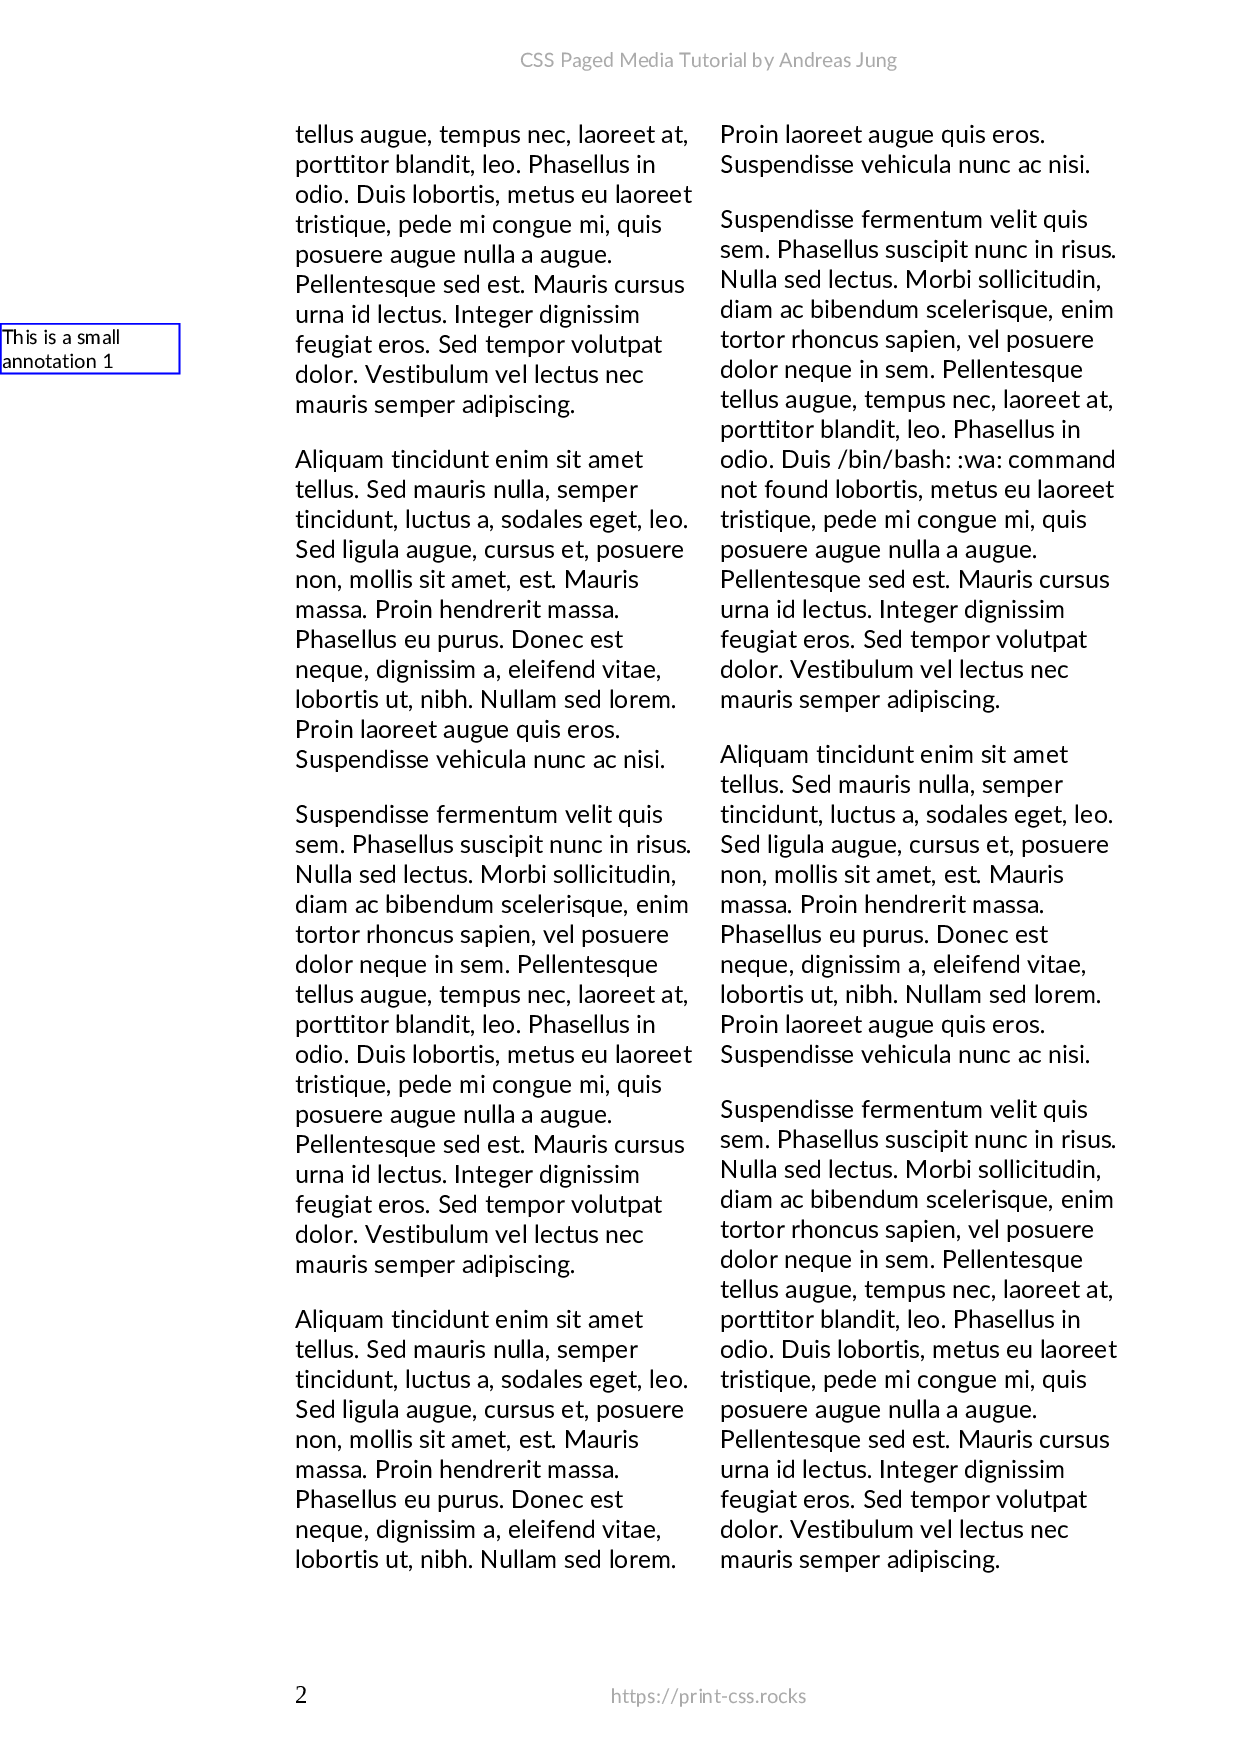 CSS Paged Media Tutorial by Andreas Jung
This is a small
annotation 1
tellus augue, tempus nec, laoreet at,
porttitor blandit, leo. Phasellus in
odio. Duis lobortis, metus eu laoreet
tristique, pede mi congue mi, quis
posuere augue nulla a augue.
Pellentesque sed est. Mauris cursus
urna id lectus. Integer dignissim
feugiat eros. Sed tempor volutpat
dolor. Vestibulum vel lectus nec
mauris semper adipiscing.
Aliquam tincidunt enim sit amet
tellus. Sed mauris nulla, semper
tincidunt, luctus a, sodales eget, leo.
Sed ligula augue, cursus et, posuere
non, mollis sit amet, est. Mauris
massa. Proin hendrerit massa.
Phasellus eu purus. Donec est
neque, dignissim a, eleifend vitae,
lobortis ut, nibh. Nullam sed lorem.
Proin laoreet augue quis eros.
Suspendisse vehicula nunc ac nisi.
Suspendisse fermentum velit quis
sem. Phasellus suscipit nunc in risus.
Nulla sed lectus. Morbi sollicitudin,
diam ac bibendum scelerisque, enim
tortor rhoncus sapien, vel posuere
dolor neque in sem. Pellentesque
tellus augue, tempus nec, laoreet at,
porttitor blandit, leo. Phasellus in
odio. Duis lobortis, metus eu laoreet
tristique, pede mi congue mi, quis
posuere augue nulla a augue.
Pellentesque sed est. Mauris cursus
urna id lectus. Integer dignissim
feugiat eros. Sed tempor volutpat
dolor. Vestibulum vel lectus nec
mauris semper adipiscing.
Aliquam tincidunt enim sit amet
tellus. Sed mauris nulla, semper
tincidunt, luctus a, sodales eget, leo.
Sed ligula augue, cursus et, posuere
non, mollis sit amet, est. Mauris
massa. Proin hendrerit massa.
Phasellus eu purus. Donec est
neque, dignissim a, eleifend vitae,
lobortis ut, nibh. Nullam sed lorem.
Proin laoreet augue quis eros.
Suspendisse vehicula nunc ac nisi.
Suspendisse fermentum velit quis
sem. Phasellus suscipit nunc in risus.
Nulla sed lectus. Morbi sollicitudin,
diam ac bibendum scelerisque, enim
tortor rhoncus sapien, vel posuere
dolor neque in sem. Pellentesque
tellus augue, tempus nec, laoreet at,
porttitor blandit, leo. Phasellus in
odio. Duis /bin/bash: :wa: command
not found lobortis, metus eu laoreet
tristique, pede mi congue mi, quis
posuere augue nulla a augue.
Pellentesque sed est. Mauris cursus
urna id lectus. Integer dignissim
feugiat eros. Sed tempor volutpat
dolor. Vestibulum vel lectus nec
mauris semper adipiscing.
Aliquam tincidunt enim sit amet
tellus. Sed mauris nulla, semper
tincidunt, luctus a, sodales eget, leo.
Sed ligula augue, cursus et, posuere
non, mollis sit amet, est. Mauris
massa. Proin hendrerit massa.
Phasellus eu purus. Donec est
neque, dignissim a, eleifend vitae,
lobortis ut, nibh. Nullam sed lorem.
Proin laoreet augue quis eros.
Suspendisse vehicula nunc ac nisi.
Suspendisse fermentum velit quis
sem. Phasellus suscipit nunc in risus.
Nulla sed lectus. Morbi sollicitudin,
diam ac bibendum scelerisque, enim
tortor rhoncus sapien, vel posuere
dolor neque in sem. Pellentesque
tellus augue, tempus nec, laoreet at,
porttitor blandit, leo. Phasellus in
odio. Duis lobortis, metus eu laoreet
tristique, pede mi congue mi, quis
posuere augue nulla a augue.
Pellentesque sed est. Mauris cursus
urna id lectus. Integer dignissim
feugiat eros. Sed tempor volutpat
dolor. Vestibulum vel lectus nec
mauris semper adipiscing.
2
https://print-css.rocks